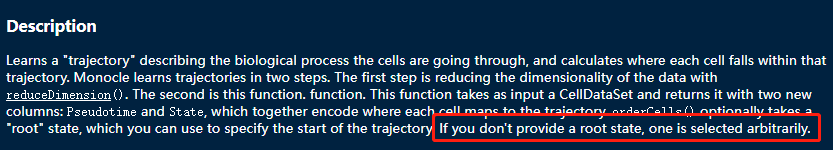 Description
Learns a "trajectory" describing the biological process the cells are going through, and calculates where each cell falls within that
trajectory. Monocle learns trajectories in two steps. The first step is reducing the dimensionality of the data with
reduceDimension(). The second is this function. function. This function takes as input a CellDataSet and returns it with two new
columns: Pseudotime and State, which together encode where each cell maps to the trajectory. orderCells() optionally takes a
"root" state, which you can use to specify the start of the trajectory. If you don't provide a root state, one is selected arbitrarily.